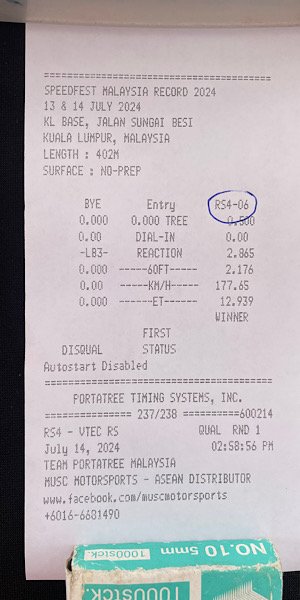 =====================================
SPEEDFEST MALAYSIA RECORD 2024
13 & 14 JULY 2024
KL BASE, JALAN SUNGAI BESI
KUALA LUMPUR, MALAYSIA
LENGTH : 402M
SURFACE : NO-PREP
BYE Entry RS4-06
0.000 0.000 TREE 0.500
0.00 DIAL-IN 0.00
-LB3- REACTION 2.865
0.000 -----60FT----- 2.176
0.00 -----KM/H----- 177.65
0.000 ------ET------ 12.939
WINNER
FIRST
DISQUAL STATUS
Autostart Disabled
=====================================
PORTATREE TIMING SYSTEMS, INC.
============== 237/238 ==========600214
RS4 - VTEC RS QUAL RND 1
July 14, 2024 02:58:56 PM
TEAM PORTATREE MALAYSIA
MUSC MOTORSPORTS - ASEAN DISTRIBUTOR
www.facebook.com/muscmotorsports
+6016-6681490
NO.10 5mm
1000stck.
1000stck.